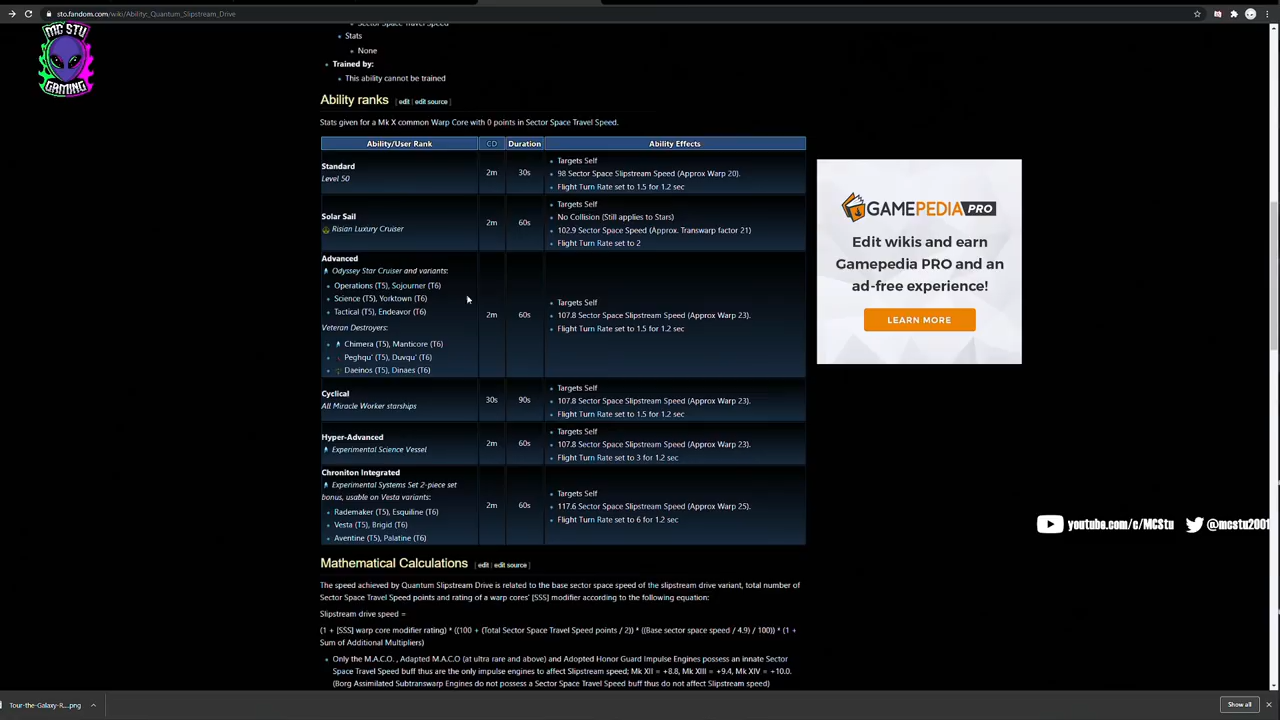 sto.fandom.com/wiki/Ability:_Quantum_Slipstream_Drive
MC STU
GAMING
Sector Space Travel Speed
Stats
None
Trained by:
This ability cannot be trained
Ability ranks [ edit | edit source ]
Stats given for a Mk X common Warp Core with 0 points in Sector Space Travel Speed.
Ability/User Rank CD Duration Ability Effects
Standard
Level 50
2m 30s
Targets Self
98 Sector Space Slipstream Speed (Approx Warp 20).
Flight Turn Rate set to 1.5 for 1.2 sec
Solar Sail
Risian Luxury Cruiser
2m 60s
Targets Self
No Collision (Still applies to Stars)
102.9 Sector Space Speed (Approx. Transwarp factor 21)
Flight Turn Rate set to 2
Advanced
Odyssey Star Cruiser and variants:
Operations (T5), Sojourner (T6)
Science (T5), Yorktown (T6)
Tactical (T5), Endeavor (T6)
Veteran Destroyers:
Chimera (T5), Manticore (T6)
Peghqu' (T5), Duvqu' (T6)
Daeinos (T5), Dinaes (T6)
2m 60s
Targets Self
107.8 Sector Space Slipstream Speed (Approx Warp 23).
Flight Turn Rate set to 1.5 for 1.2 sec
Cyclical
All Miracle Worker starships
30s 90s
Targets Self
107.8 Sector Space Slipstream Speed (Approx Warp 23).
Flight Turn Rate set to 1.5 for 1.2 sec
Hyper-Advanced
Experimental Science Vessel
2m 60s
Targets Self
107.8 Sector Space Slipstream Speed (Approx Warp 23).
Flight Turn Rate set to 3 for 1.2 sec
Chroniton Integrated
Experimental Systems Set 2-piece set
bonus, usable on Vesta variants:
Rademaker (T5), Esquiline (T6)
Vesta (T5), Brigid (T6)
Aventine (T5), Palatine (T6)
2m 60s
Targets Self
117.6 Sector Space Slipstream Speed (Approx Warp 25).
Flight Turn Rate set to 6 for 1.2 sec
GAMEPEDIA PRO
Edit wikis and earn
Gamepedia PRO and an
ad-free experience!
LEARN MORE
youtube.com/c/MCStu @mcstu2001
Mathematical Calculations [ edit | edit source ]
The speed achieved by Quantum Slipstream Drive is related to the base sector space speed of the slipstream drive variant, total number of
Sector Space Travel Speed points and rating of a warp cores' [SSS] modifier according to the following equation:
Slipstream drive speed =
(1 + [SSS] warp core modifier rating) * ((100 + (Total Sector Space Travel Speed points / 2)) * ((Base sector space speed / 4.9) / 100)) * (1 +
Sum of Additional Multipliers)
Only the M.A.C.O. , Adapted M.A.C.O (at ultra rare and above) and Adopted Honor Guard Impulse Engines possess an innate Sector
Space Travel Speed buff thus are the only impulse engines to affect Slipstream speed; Mk XII = +8.8, Mk XIII = +9.4, Mk XIV = +10.0.
(Borg Assimilated Subtranswarp Engines do not possess a Sector Space Travel Speed buff thus do not affect Slipstream speed)
Tour-the-Galaxy-R....png
Show all